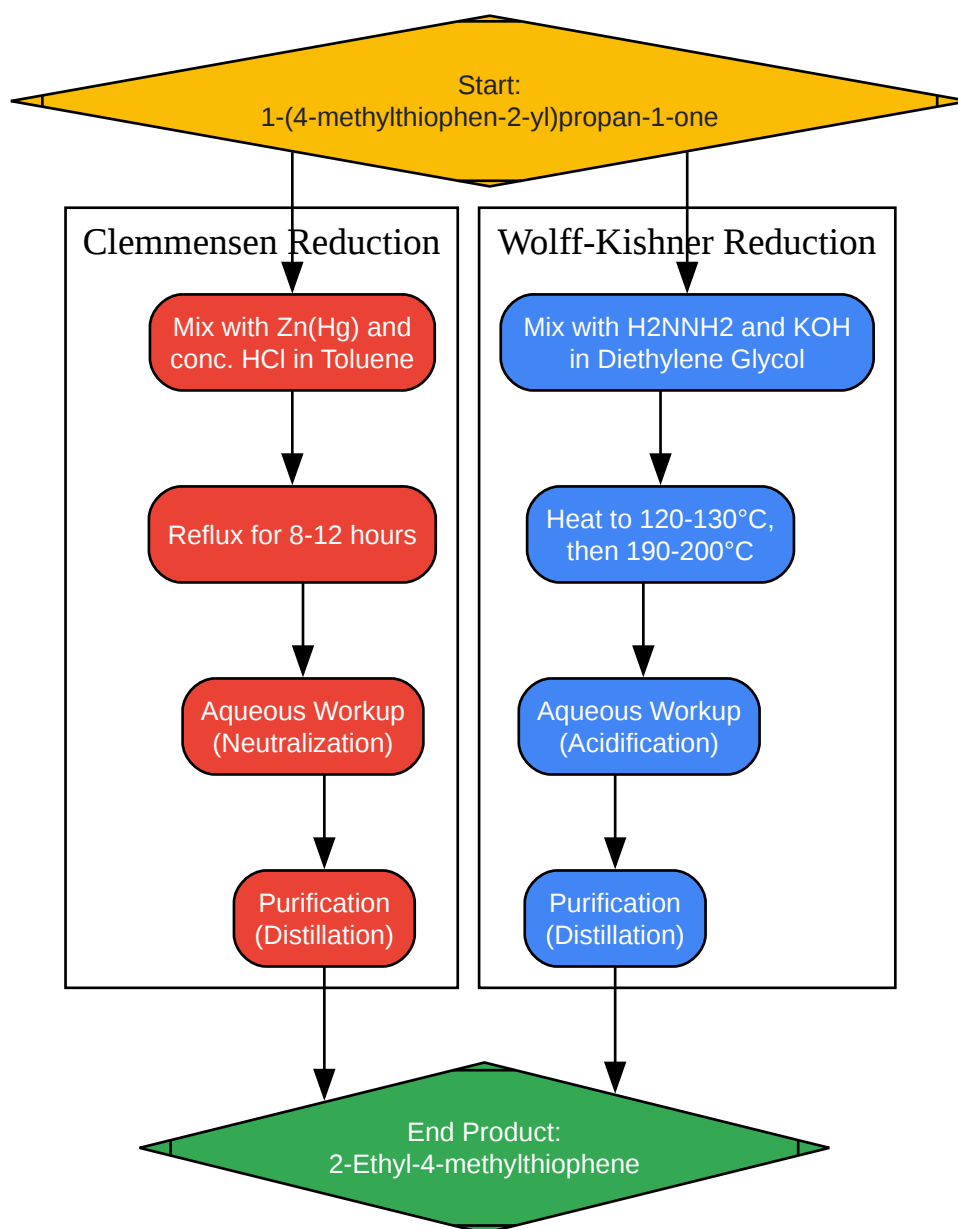 Start:
1-(4-methylthiophen-2-yl)propan-1-one
Clemmensen Reduction
Mix with Zn(Hg) and
conc. HCl in Toluene
Reflux for 8-12 hours
Aqueous Workup
(Neutralization)
Purification
(Distillation)
Wolff-Kishner Reduction
Mix with H2NNH2 and KOH
in Diethylene Glycol
Heat to 120-130°C,
then 190-200°C
Aqueous Workup
(Acidification)
Purification
(Distillation)
End Product:
2-Ethyl-4-methylthiophene